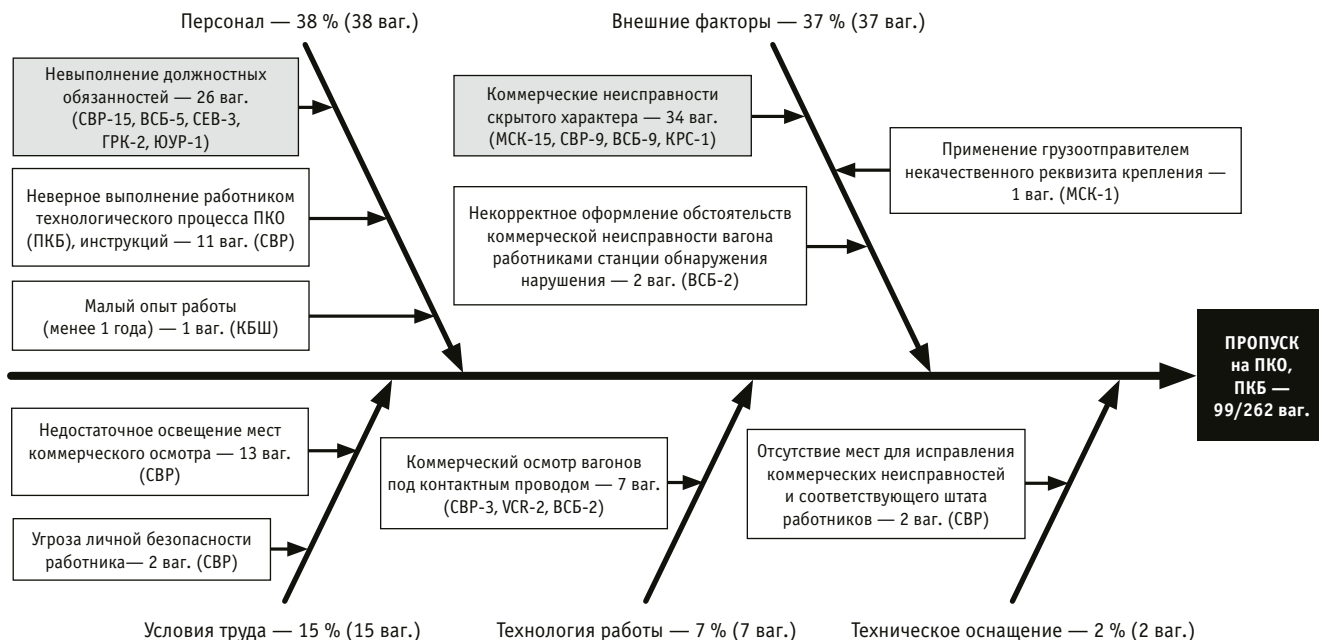 Персонал — 38 % (38 ваг.)
Внешние факторы — 37 % (37 ваг.)
Невыполнение должностных
обязанностей — 26 ваг.
(СВР-15, ВСБ-5, СЕВ-3,
ГРК-2, ЮУР-1)
Неверное выполнение работником
технологического процесса ПКО
(ПКБ), инструкций — 11 ваг. (СВР)
Малый опыт работы
(менее 1 года) — 1 ваг. (КБШ)
Коммерческие неисправности
скрытого характера — 34 ваг.
(МСК-15, СВР-9, ВСБ-9, КРС-1)
Применение грузоотправителем
некачественного реквизита крепления —
1 ваг. (МСК-1)
Некорректное оформление обстоятельств
коммерческой неисправности вагона
работниками станции обнаружения
нарушения — 2 ваг. (ВСБ-2)
ПРОПУСК
на ПКО,
ПКБ —
99/262 ваг.
Недостаточное освещение мест
коммерческого осмотра — 13 ваг.
(СВР)
Угроза личной безопасности
работника— 2 ваг. (СВР)
Коммерческий осмотр вагонов
под контактным проводом — 7 ваг.
(СВР-3, VCR-2, ВСБ-2)
Отсутствие мест для исправления
коммерческих неисправностей
и соответствующего штата
работников — 2 ваг. (СВР)
Условия труда — 15 % (15 ваг.)
Технология работы — 7 % (7 ваг.)
Техническое оснащение — 2 % (2 ваг.)